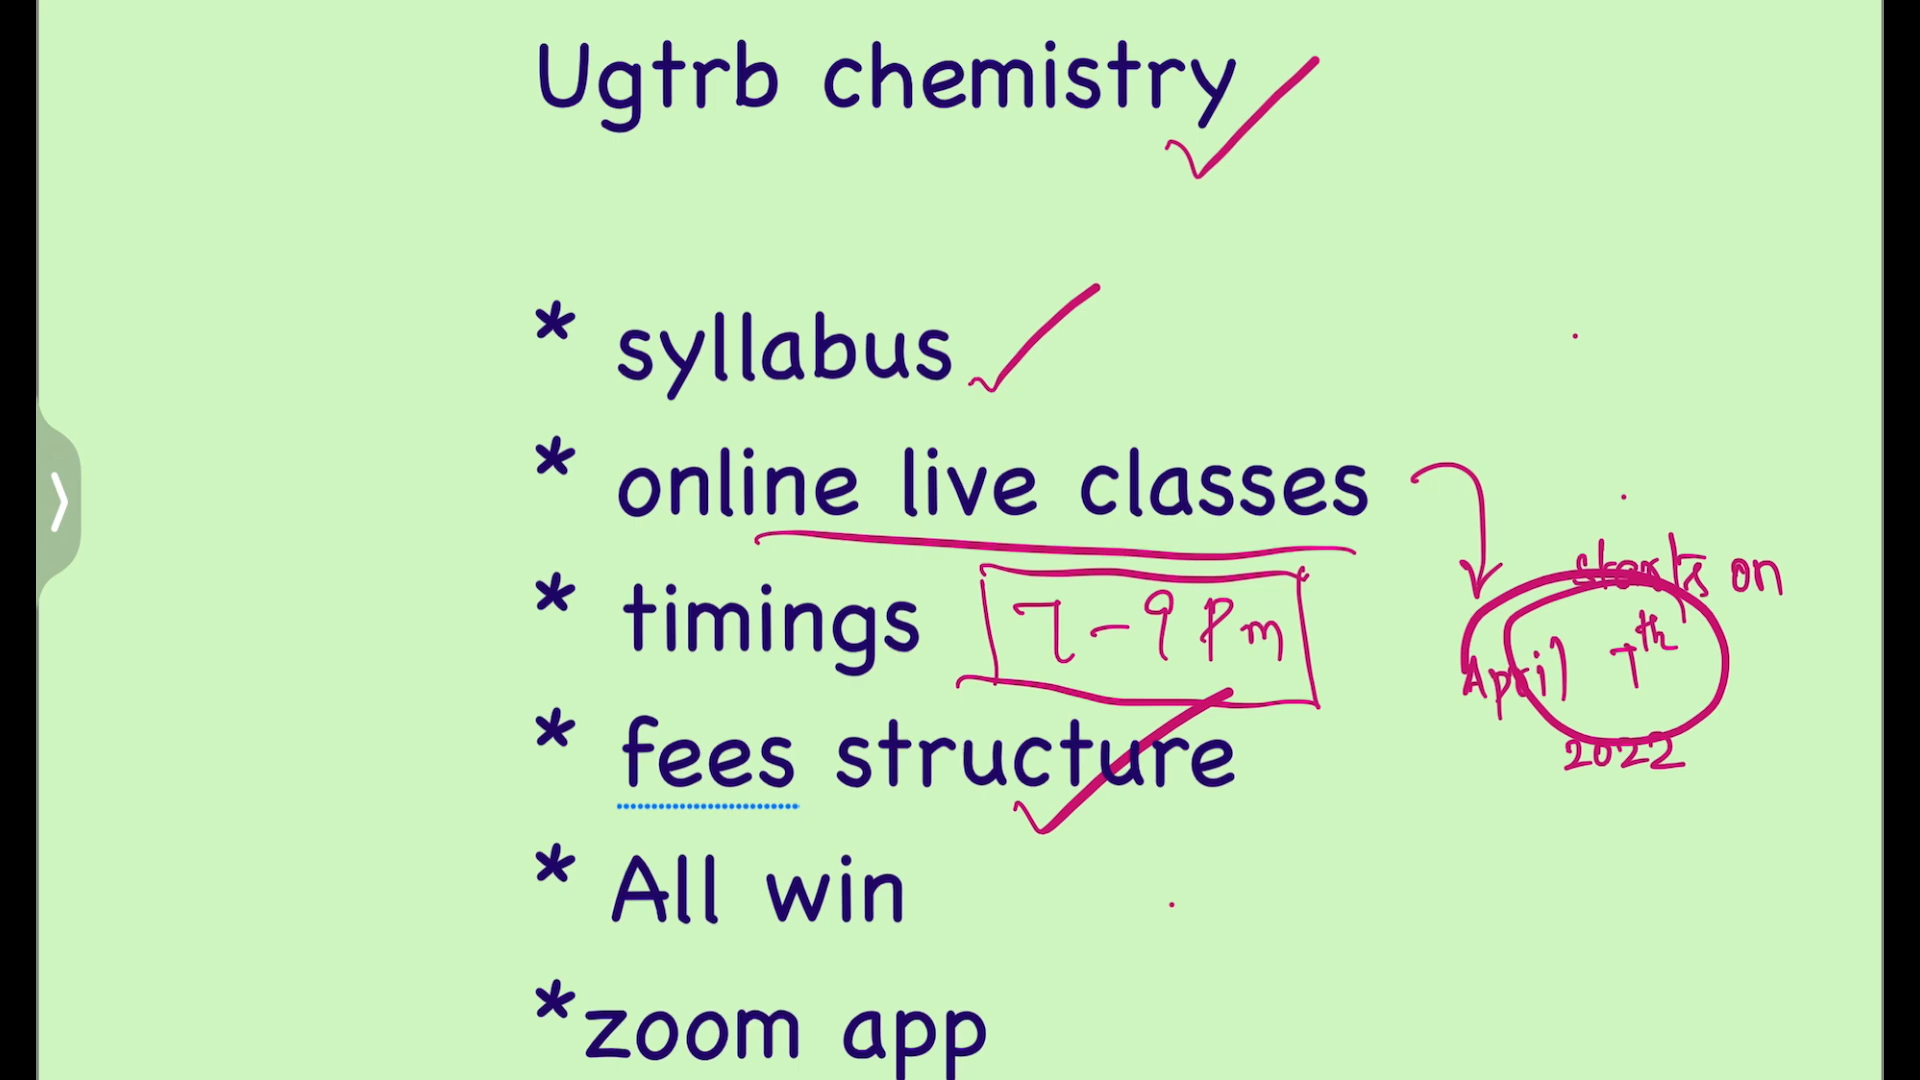 Ugtrb chemistry
* syllabus
* online live classes
starts on
April 7th
2022
* timings 7-9 Pm
* fees structure
* All win
*zoom app